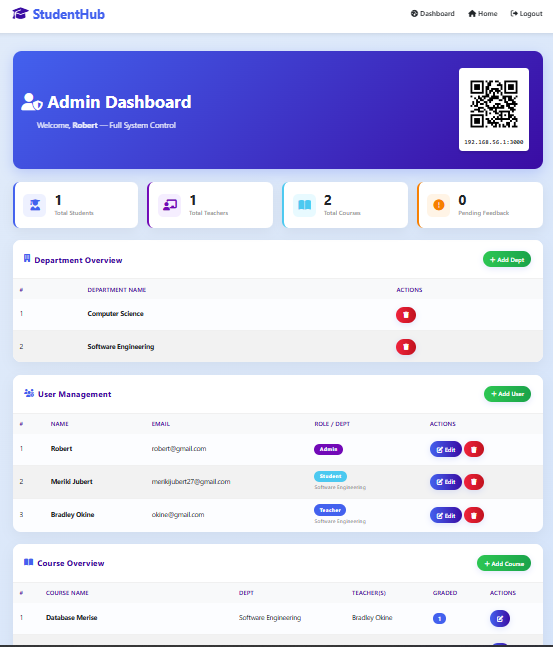 StudentHub
Dashboard Home Logout
Admin Dashboard
Welcome, Robert — Full System Control
192.168.56.1:3000
1
Total Students
1
Total Teachers
2
Total Courses
0
Pending Feedback
Department Overview
+ Add Dept
# DEPARTMENT NAME ACTIONS
1 Computer Science
2 Software Engineering
User Management
+ Add User
# NAME EMAIL ROLE / DEPT ACTIONS
1 Robert robert@gmail.com Admin Edit
2 Meriki Jubert merikijubert27@gmail.com Student Edit
Software Engineering
3 Bradley Okine okine@gmail.com Teacher Edit
Software Engineering
Course Overview
+ Add Course
# COURSE NAME DEPT TEACHER(S) GRADED ACTIONS
1 Database Merise Software Engineering Bradley Okine 1